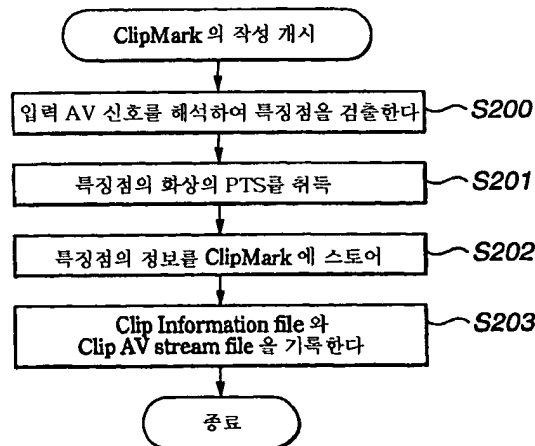 ClipMark 의 작성 개시
입력 AV 신호를 해석하여 특징점을 검출한다
S200
특징점의 화상의 PTS를 취득
S201
특징점의 정보를 ClipMark 에 스토어
S202
Clip Information file 와
Clip AV stream file 을 기록한다
S203
종료